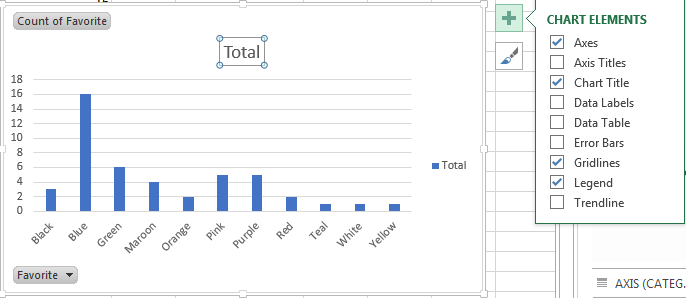 Count of Favorite
Total
18
16
14
12
10
8
6
4
2
0
Black
Blue
Green
Maroon
Orange
Pink
Purple
Red
Teal
White
Yellow
Total
Favorite
CHART ELEMENTS
Axes
Axis Titles
Chart Title
Data Labels
Data Table
Error Bars
Gridlines
Legend
Trendline
AXIS (CATEG.